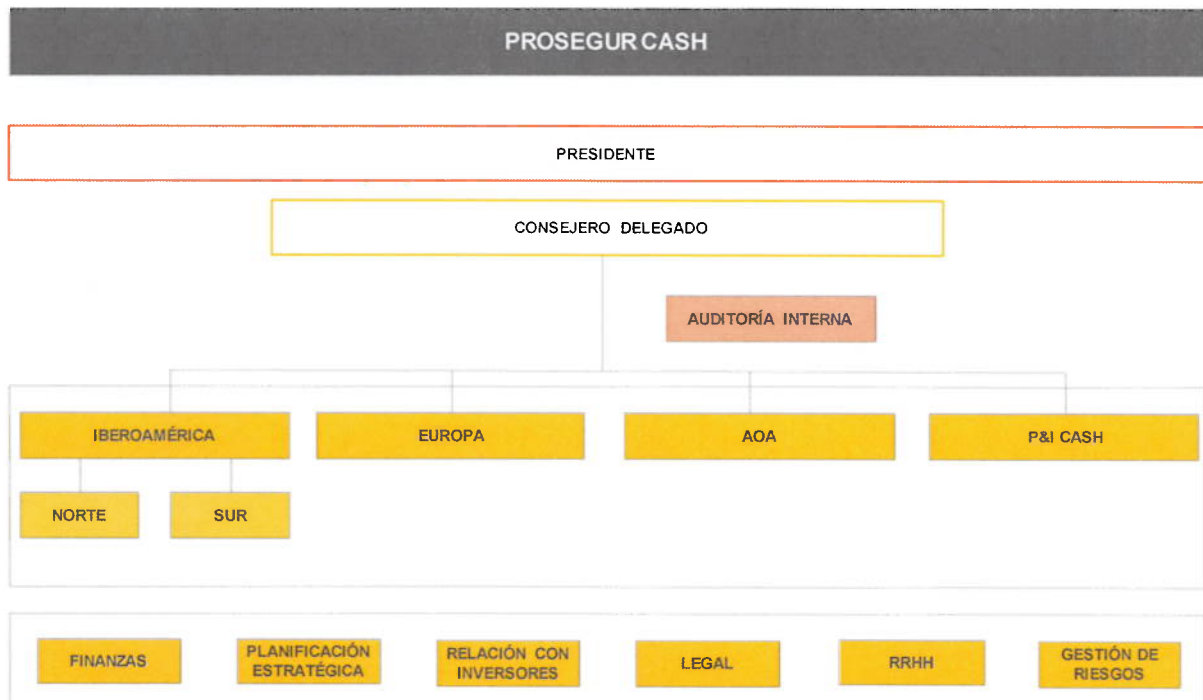 PROSEGUR CASH
PRESIDENTE
CONSEJERO DELEGADO
AUDITORÍA INTERNA
IBEROAMÉRICA
EUROPA
AOA
P&I CASH
NORTE
SUR
FINANZAS
PLANIFICACIÓN
ESTRATÉGICA
RELACIÓN CON
INVERSORES
LEGAL
RRHH
GESTIÓN DE
RIESGOS